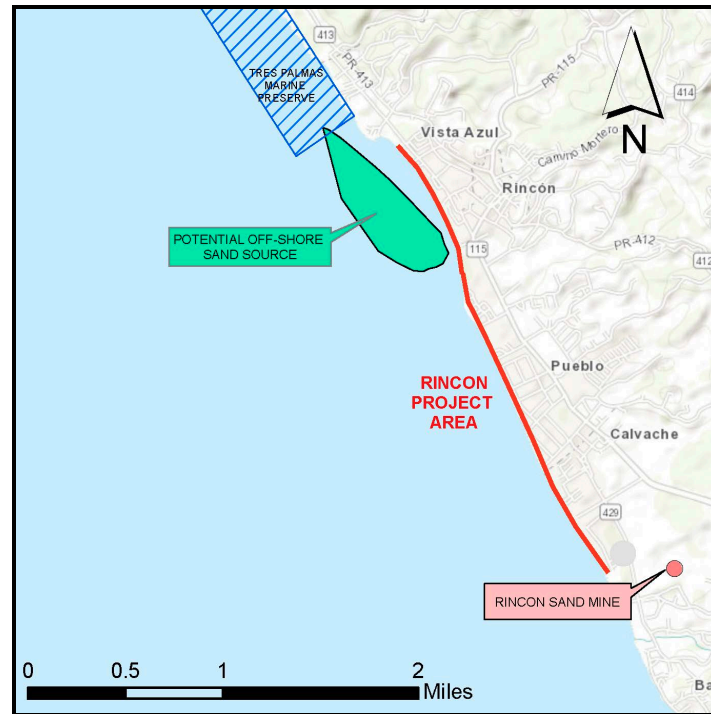 413
PR-413
PR-115
414
TRES PALMAS
MARINE
PRESERVE
Vista Azul
Camino Mortero
N
Rincón
POTENTIAL OFF-SHORE
SAND SOURCE
115
PR-412
412
Pueblo
RINCON
PROJECT
AREA
Calvache
429
RINCON SAND MINE
0 0.5 1 2
Miles
Ba